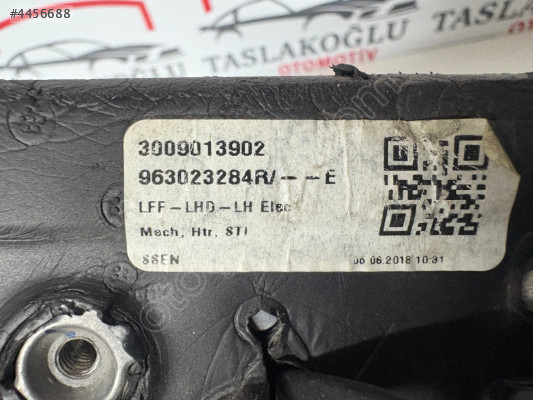 #4456688
TASLAKOĞLU
OTOMOTİV
TASLAKOĞLU
OTOMOTİV
3009013902
963023284R/---E
LFF-LHD-LH Elec
Mech, Htr, STI
SSEN
06.06.2018 10:31